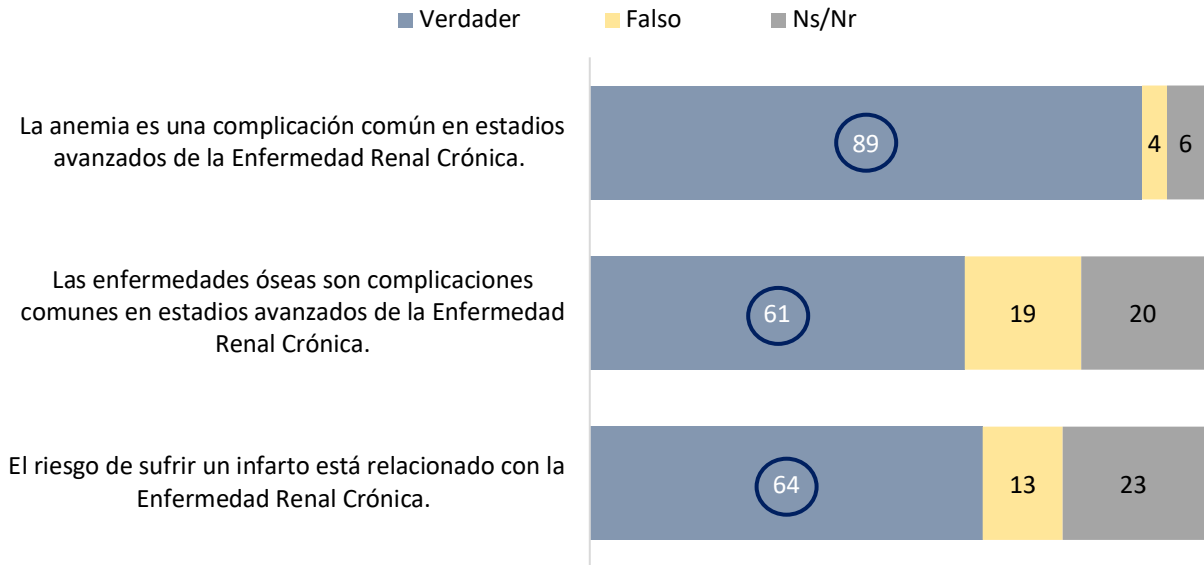 Verdader Falso Ns/Nr
La anemia es una complicación común en estadios
avanzados de la Enfermedad Renal Crónica.
89 4 6
Las enfermedades óseas son complicaciones
comunes en estadios avanzados de la Enfermedad
Renal Crónica.
61 19 20
El riesgo de sufrir un infarto está relacionado con la
Enfermedad Renal Crónica.
64 13 23